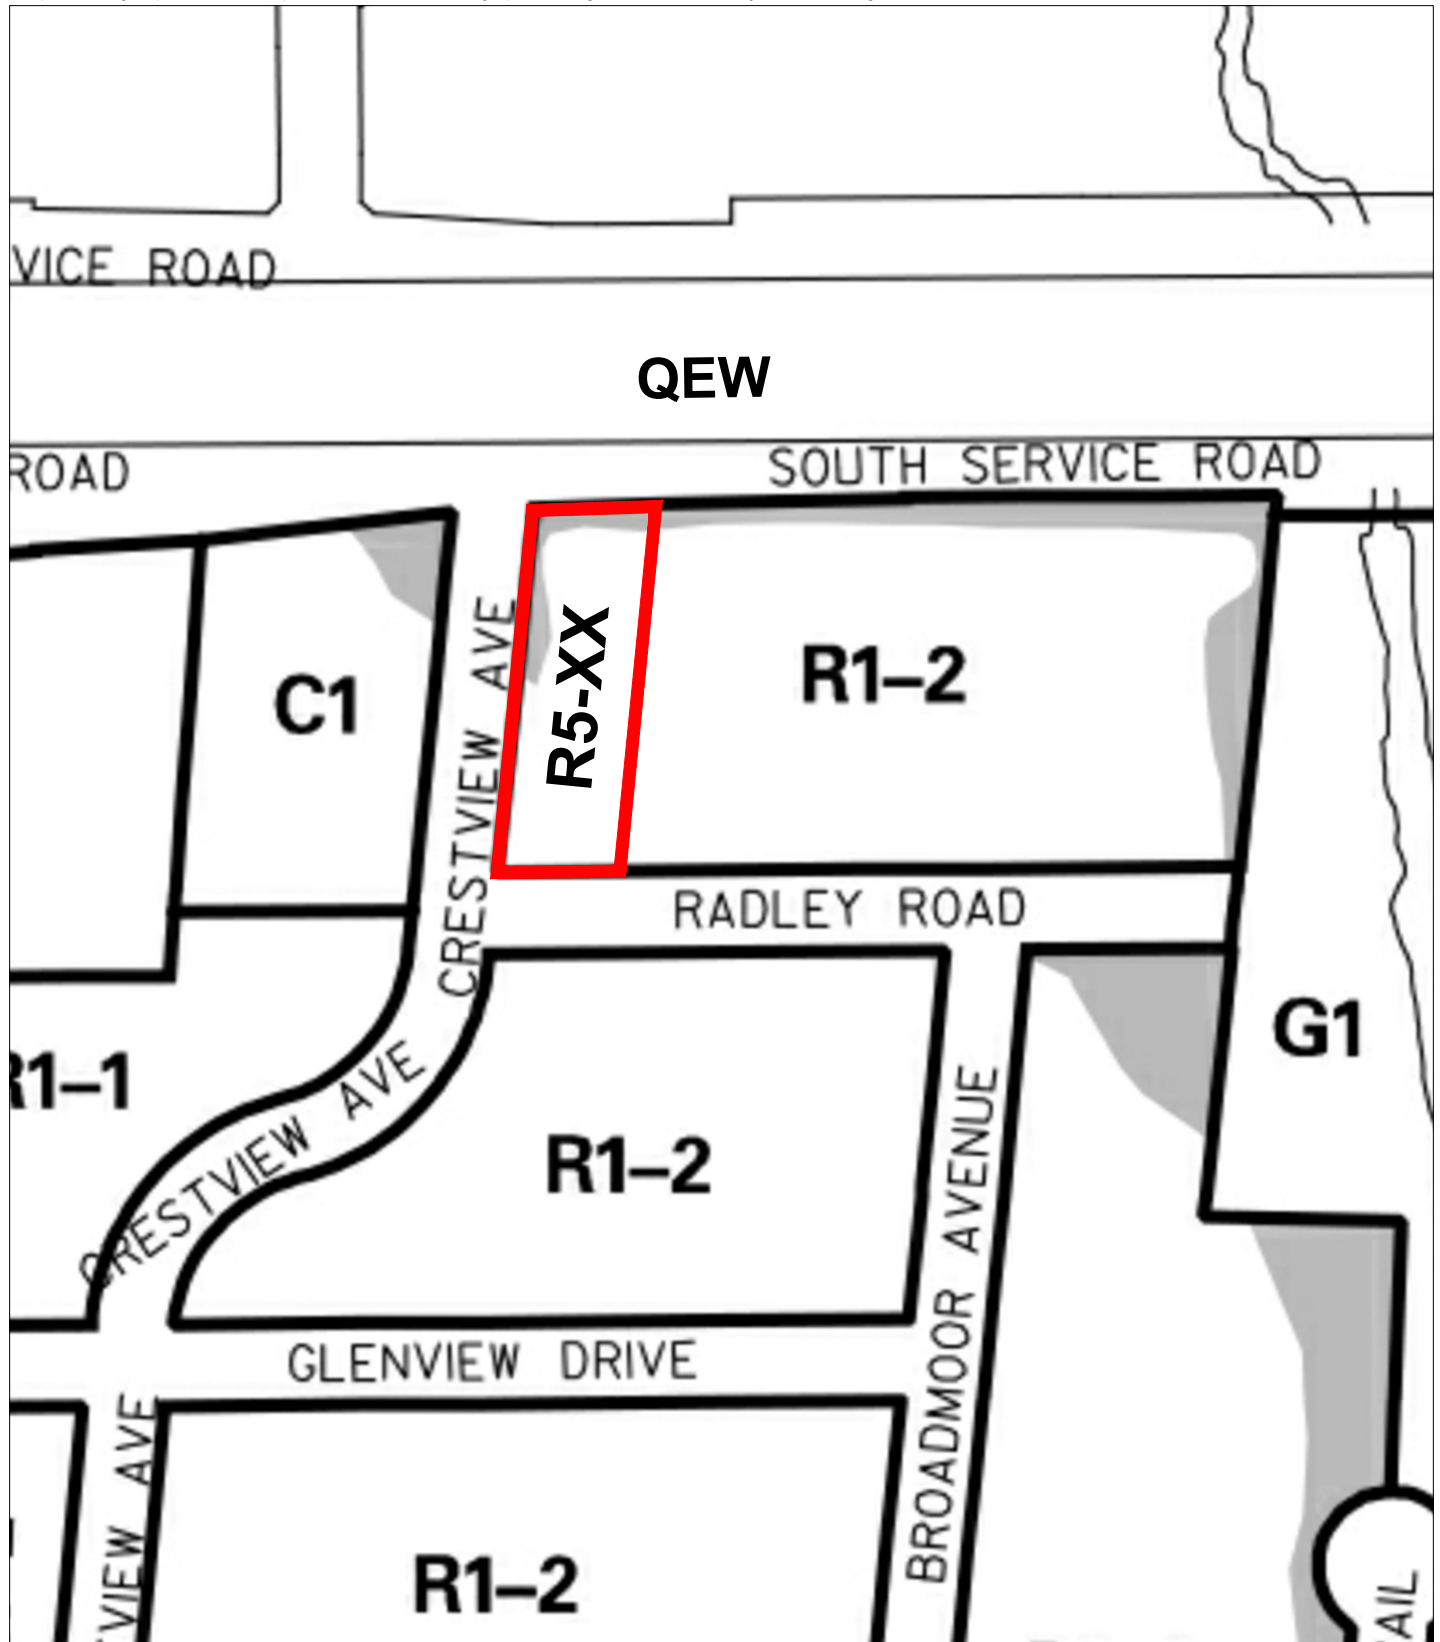 VICE ROAD
QEW
ROAD
SOUTH SERVICE ROAD
C1
CRESTVIEW AVE
R5-XX
R1–2
RADLEY ROAD
G1
R1–1
CRESTVIEW AVE
R1–2
BROADMOOR AVENUE
GLENVIEW DRIVE
VIEW AVE
R1–2
AIL